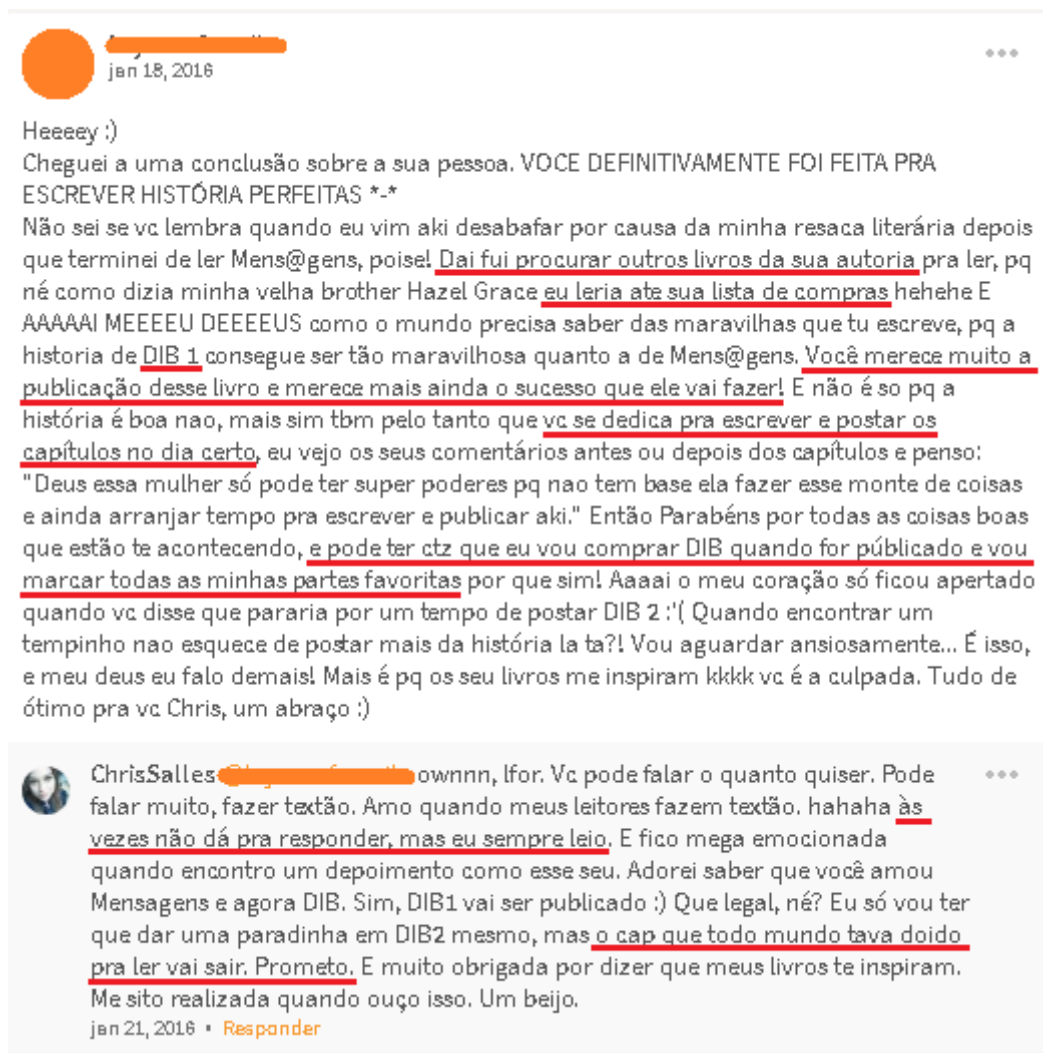 jan 18, 2016
Heeeey :)
Cheguei a uma conclusão sobre a sua pessoa. VOCE DEFINITIVAMENTE FOI FEITA PRA
ESCREVER HISTÓRIA PERFEITAS *-*
Não sei se vc lembra quando eu vim aki desabafar por causa da minha resaca literária depois
que terminei de ler Mens@gens, poise! Dai fui procurar outros livros da sua autoria pra ler, pq
né como dizia minha velha brother Hazel Grace eu leria ate sua lista de compras hehehe E
AAAAAI MEEEEU DEEEEUS como o mundo precisa saber das maravilhas que tu escreve, pq a
historia de DIB 1 consegue ser tão maravilhosa quanto a de Mens@gens. Você merece muito a
publicação desse livro e merece mais ainda o sucesso que ele vai fazer! E não é so pq a
história é boa nao, mais sim tbm pelo tanto que vc se dedica pra escrever e postar os
capítulos no dia certo, eu vejo os seus comentários antes ou depois dos capítulos e penso:
"Deus essa mulher só pode ter super poderes pq nao tem base ela fazer esse monte de coisas
e ainda arranjar tempo pra escrever e publicar aki." Então Parabéns por todas as coisas boas
que estão te acontecendo, e pode ter ctz que eu vou comprar DIB quando for públicado e vou
marcar todas as minhas partes favoritas por que sim! Aaaai o meu coração só ficou apertado
quando vc disse que pararia por um tempo de postar DIB 2 :'( Quando encontrar um
tempinho nao esquece de postar mais da história la ta?! Vou aguardar ansiosamente... É isso,
e meu deus eu falo demais! Mais é pq os seu livros me inspiram kkkk vc é a culpada. Tudo de
ótimo pra vc Chris, um abraço :)
ChrisSalles ownnn, lfor. Vc pode falar o quanto quiser. Pode
falar muito, fazer textão. Amo quando meus leitores fazem textão. hahaha às
vezes não dá pra responder, mas eu sempre leio. E fico mega emocionada
quando encontro um depoimento como esse seu. Adorei saber que você amou
Mensagens e agora DIB. Sim, DIB1 vai ser publicado :) Que legal, né? Eu só vou ter
que dar uma paradinha em DIB2 mesmo, mas o cap que todo mundo tava doido
pra ler vai sair. Prometo. E muito obrigada por dizer que meus livros te inspiram.
Me sito realizada quando ouço isso. Um beijo.
jan 21, 2016 • Responder